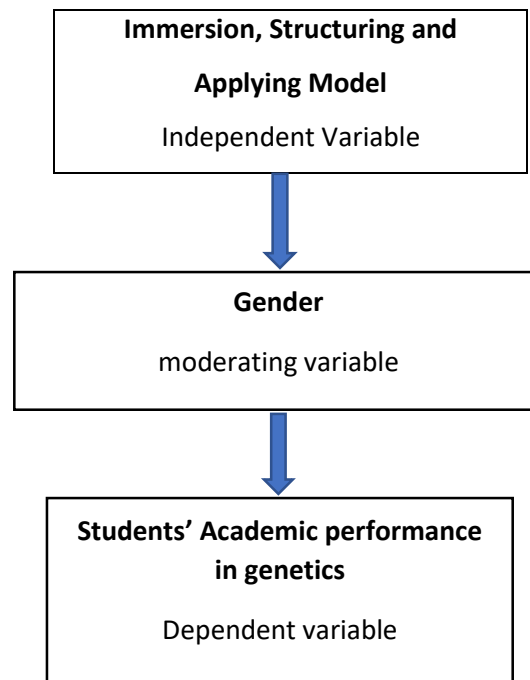 Immersion, Structuring and
Applying Model
Independent Variable
Gender
moderating variable
Students’ Academic performance
in genetics
Dependent variable